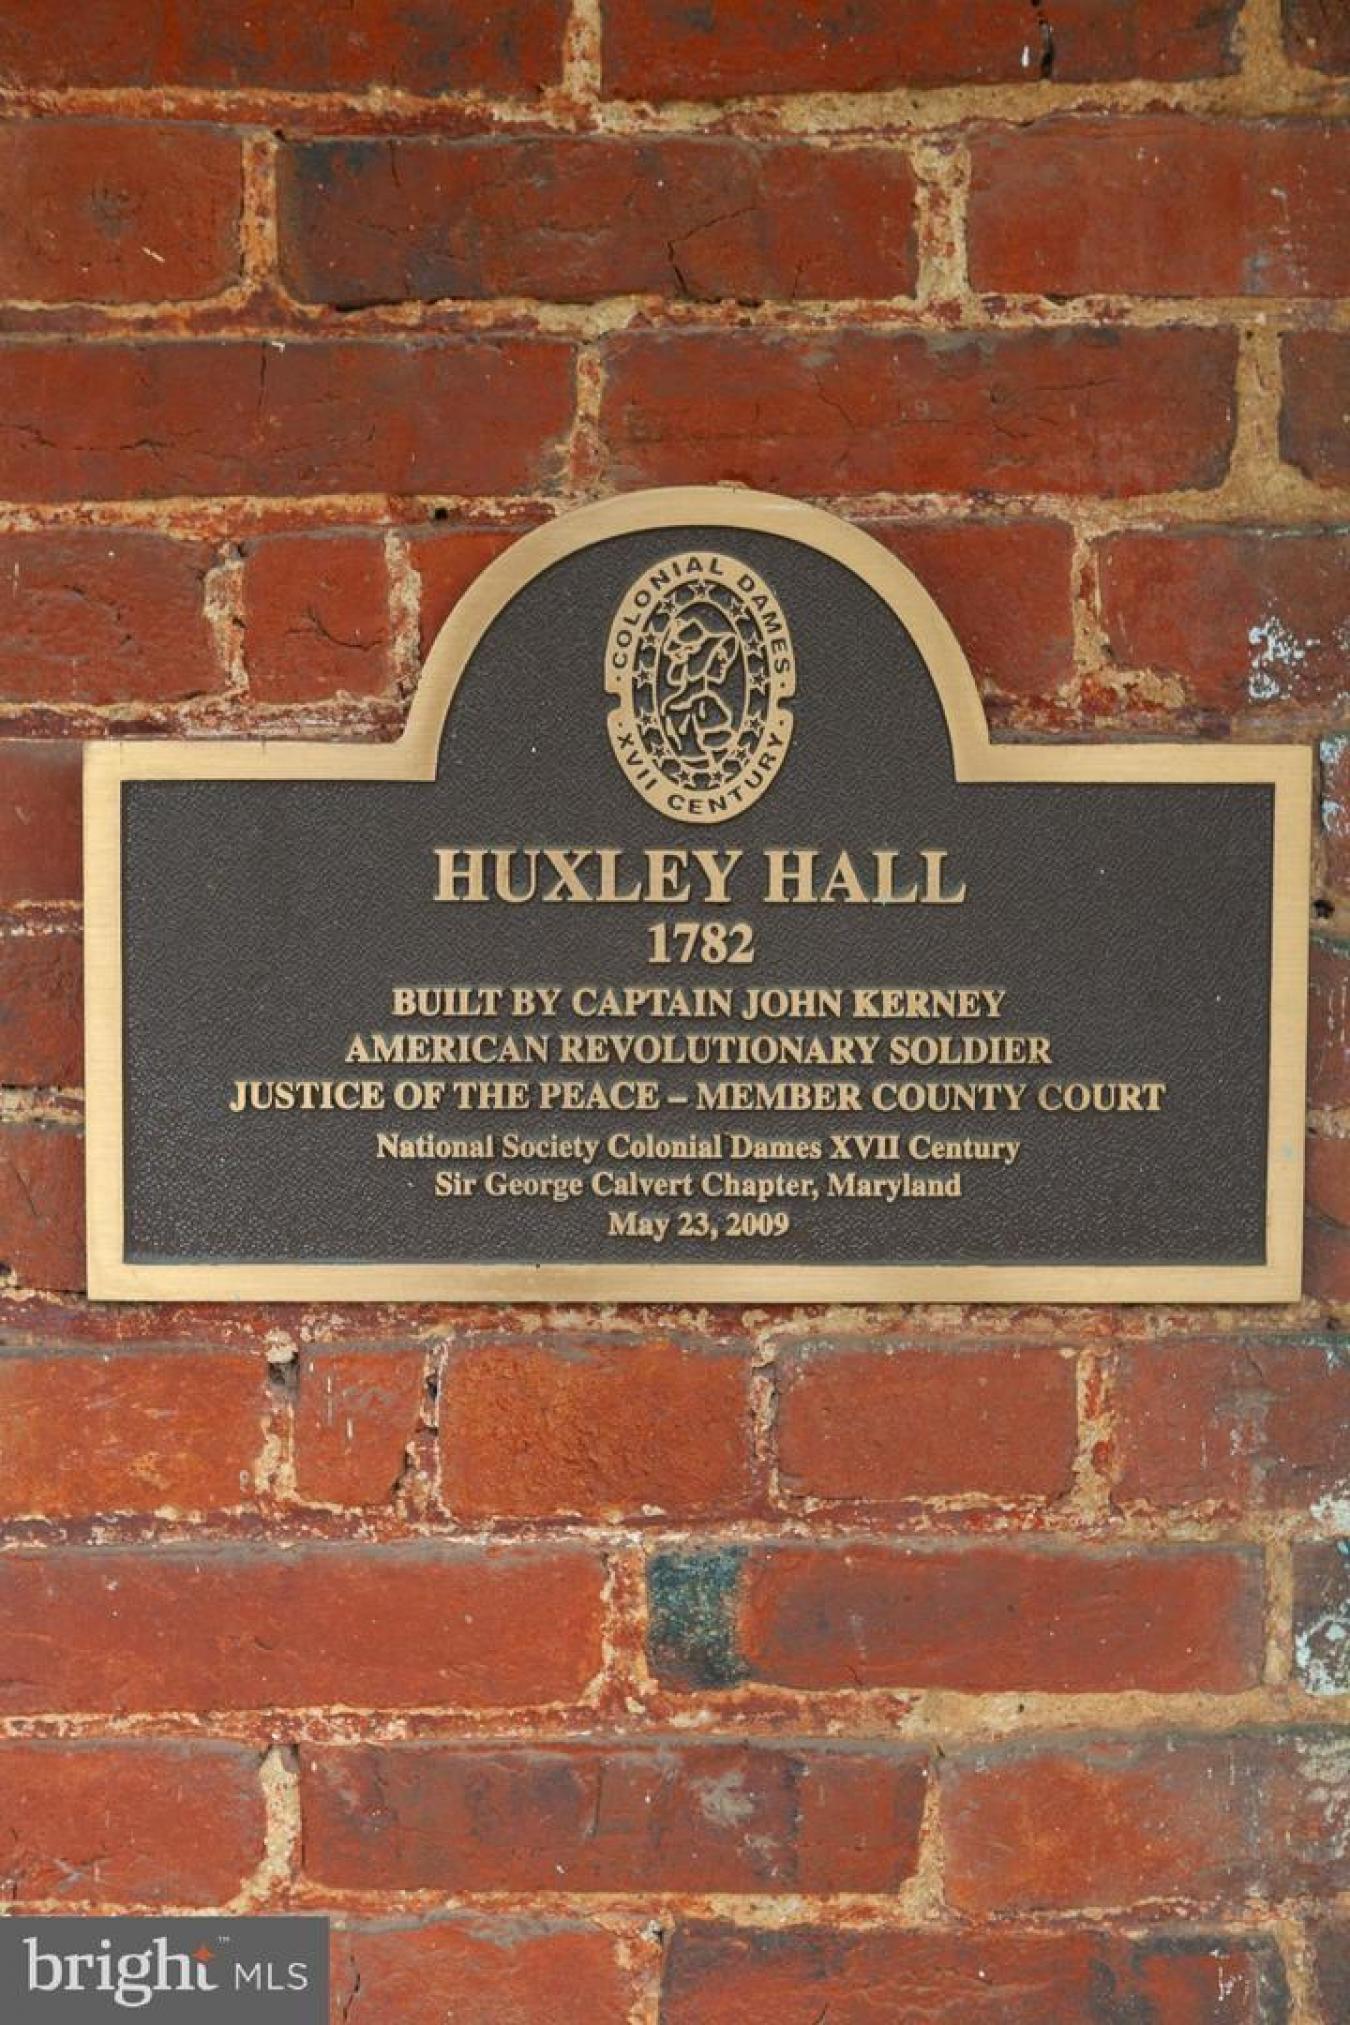 COLONIAL DAMES
XVII CENTURY
HUXLEY HALL
1782
BUILT BY CAPTAIN JOHN KERNEY
AMERICAN REVOLUTIONARY SOLDIER
JUSTICE OF THE PEACE – MEMBER COUNTY COURT
National Society Colonial Dames XVII Century
Sir George Calvert Chapter, Maryland
May 23, 2009
bright™ MLS